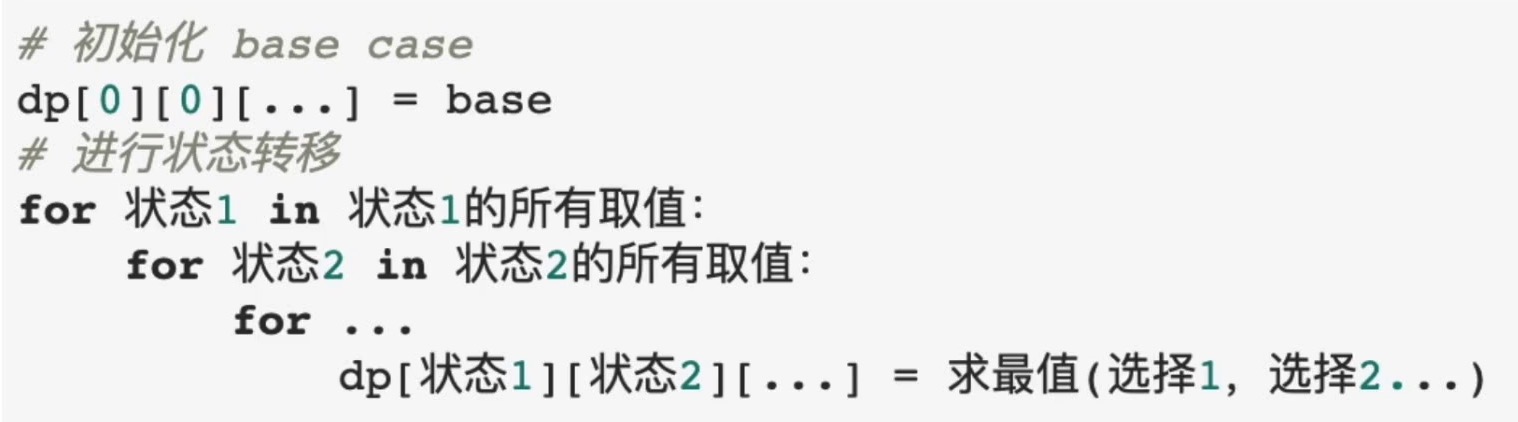 # 初始化 base case
dp[0][0][...] = base
# 进行状态转移
for 状态1 in 状态1的所有取值：
    for 状态2 in 状态2的所有取值：
        for ...
            dp[状态1][状态2][...] = 求最值(选择1, 选择2...)